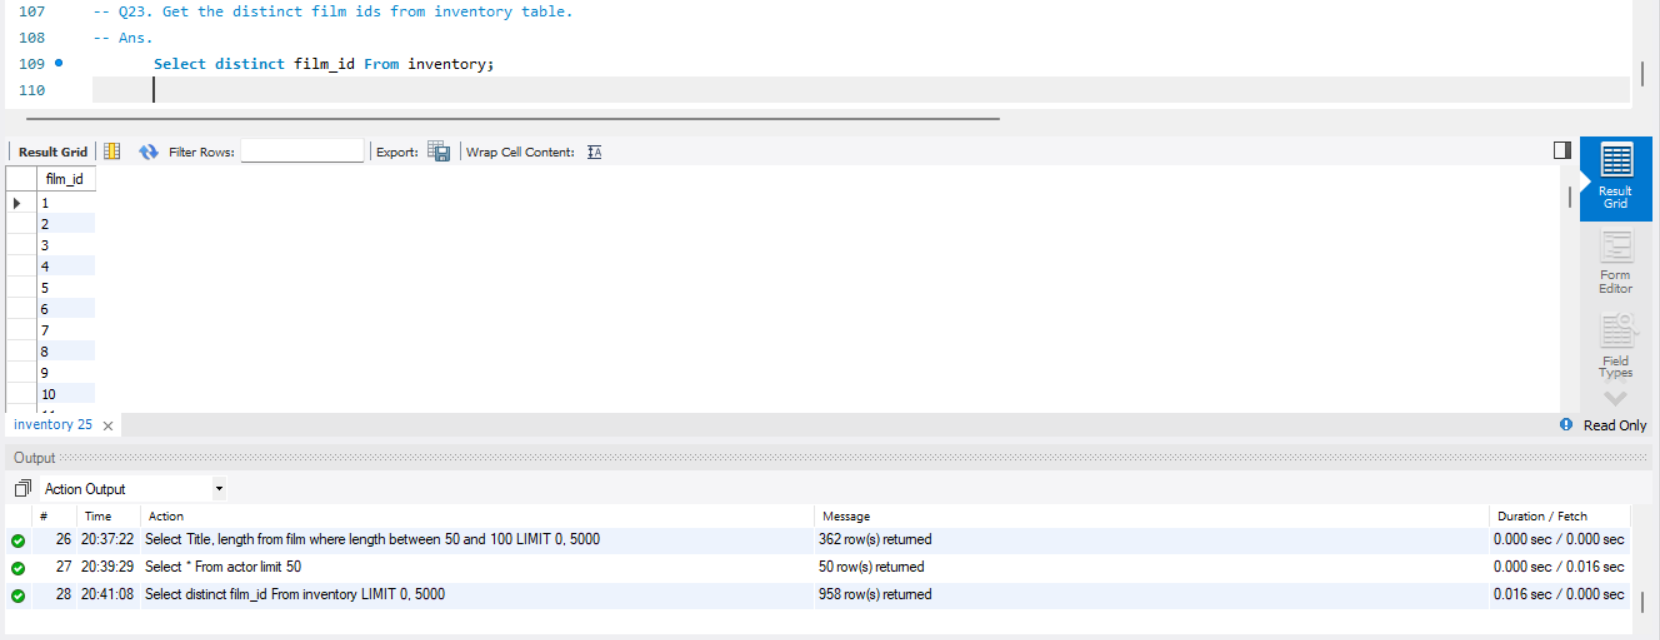 107 -- Q23. Get the distinct film ids from inventory table.
108 -- Ans.
109 Select distinct film_id From inventory;
110
Result Grid Filter Rows: Export: Wrap Cell Content: IA
film_id
1
2
3
4
5
6
7
8
9
10
Result
Grid
Form
Editor
Field
Types
inventory 25 Read Only
Output
Action Output
# Time Action Message Duration / Fetch
26 20:37:22 Select Title, length from film where length between 50 and 100 LIMIT 0, 5000 362 row(s) returned 0.000 sec / 0.000 sec
27 20:39:29 Select * From actor limit 50 50 row(s) returned 0.000 sec / 0.016 sec
28 20:41:08 Select distinct film_id From inventory LIMIT 0, 5000 958 row(s) returned 0.016 sec / 0.000 sec